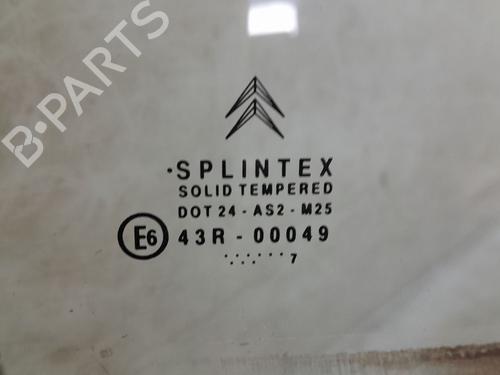 B-PARTS
·SPLINTEX
SOLID TEMPERED
DOT 24 - AS2 - M25
E6 43R - 00049
.:.:....... 7